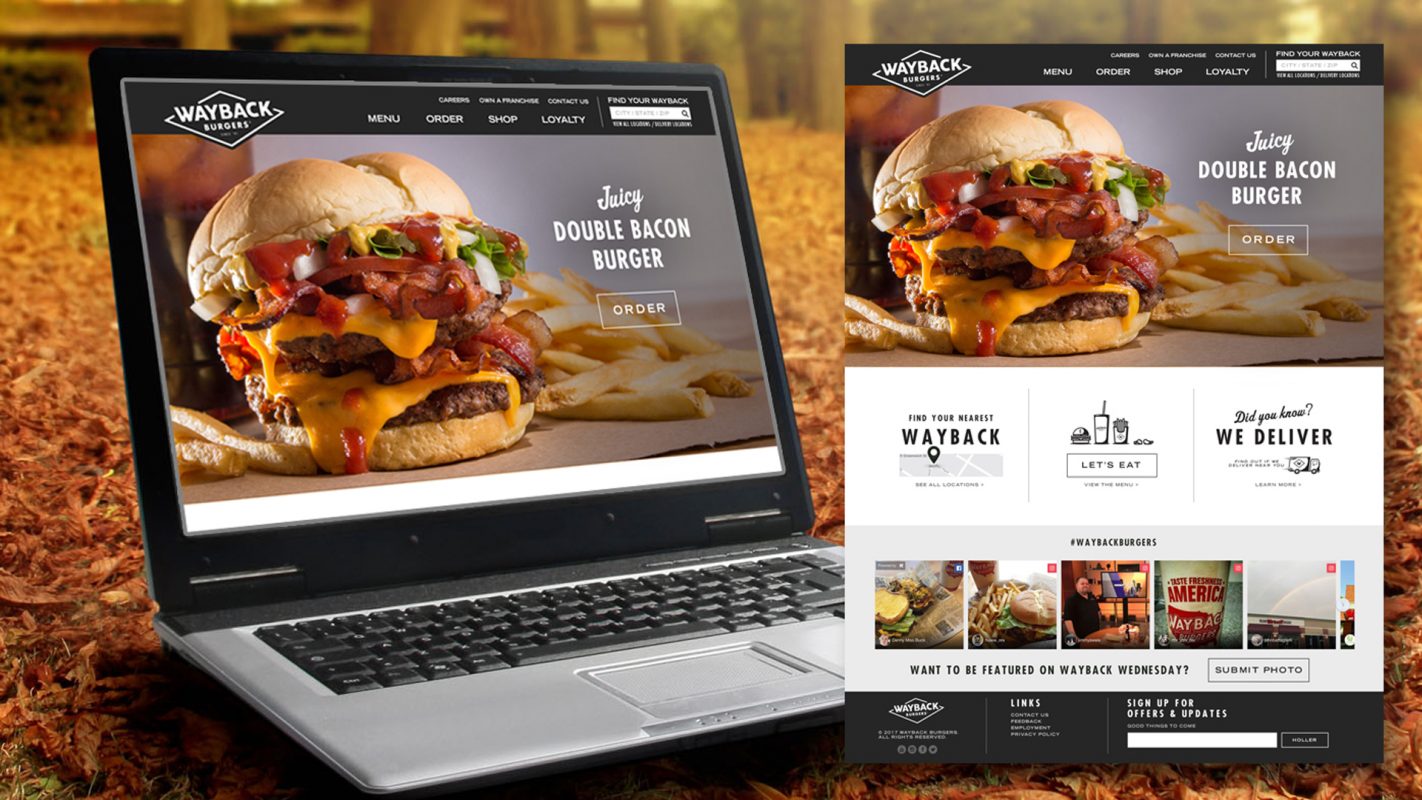 WAYBACK
BURGERS
CAREERS OWN A FRANCHISE CONTACT US
FIND YOUR WAYBACK
MENU ORDER SHOP LOYALTY
CITY / STATE / ZIP
VIEW ALL LOCATIONS / DELIVERY LOCATIONS
Juicy
DOUBLE BACON
BURGER
ORDER
WAYBACK
BURGERS
CAREERS OWN A FRANCHISE CONTACT US
FIND YOUR WAYBACK
MENU ORDER SHOP LOYALTY
CITY / STATE / ZIP
VIEW ALL LOCATIONS / DELIVERY LOCATIONS
Juicy
DOUBLE BACON
BURGER
ORDER
FIND YOUR NEAREST
WAYBACK
SEE ALL LOCATIONS >
LET'S EAT
VIEW THE MENU >
Did you know?
WE DELIVER
FIND OUT IF WE
DELIVER NEAR YOU
LEARN MORE >
#WAYBACKBURGERS
TASTE FRESHNESS
AMERICA
WAYBACK
BURGERS
WANT TO BE FEATURED ON WAYBACK WEDNESDAY?
SUBMIT PHOTO
WAYBACK
BURGERS
© 2017 WAYBACK BURGERS.
ALL RIGHTS RESERVED.
LINKS
CONTACT US
FEEDBACK
EMPLOYMENT
PRIVACY POLICY
SIGN UP FOR
OFFERS & UPDATES
GOOD THINGS TO COME
HOLLER